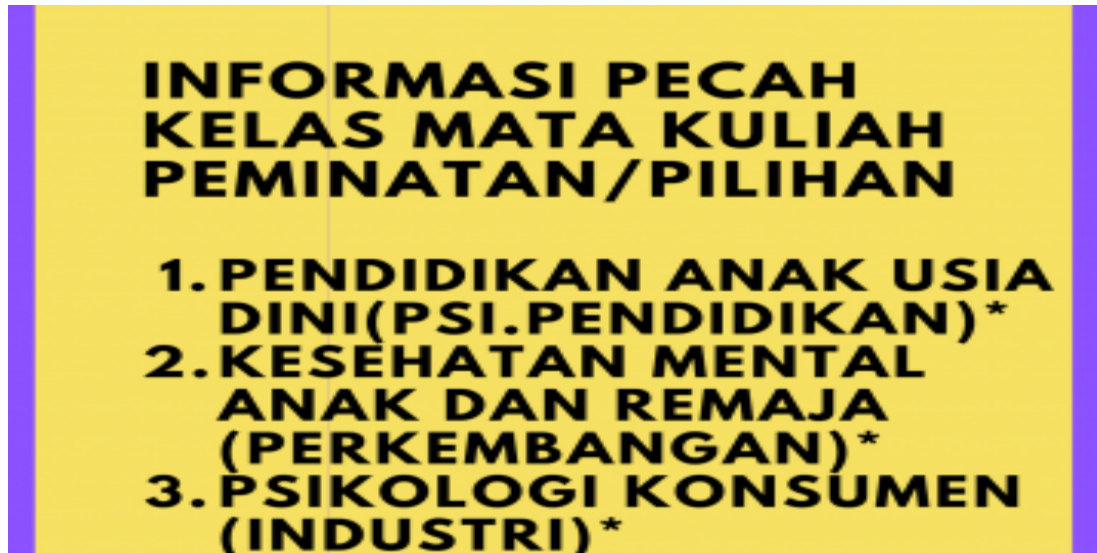 INFORMASI PECAH
KELAS MATA KULIAH
PEMINATAN/PILIHAN
1. PENDIDIKAN ANAK USIA
DINI(PSI.PENDIDIKAN)*
2. KESEHATAN MENTAL
ANAK DAN REMAJA
(PERKEMBANGAN)*
3. PSIKOLOGI KONSUMEN
(INDUSTRI)*